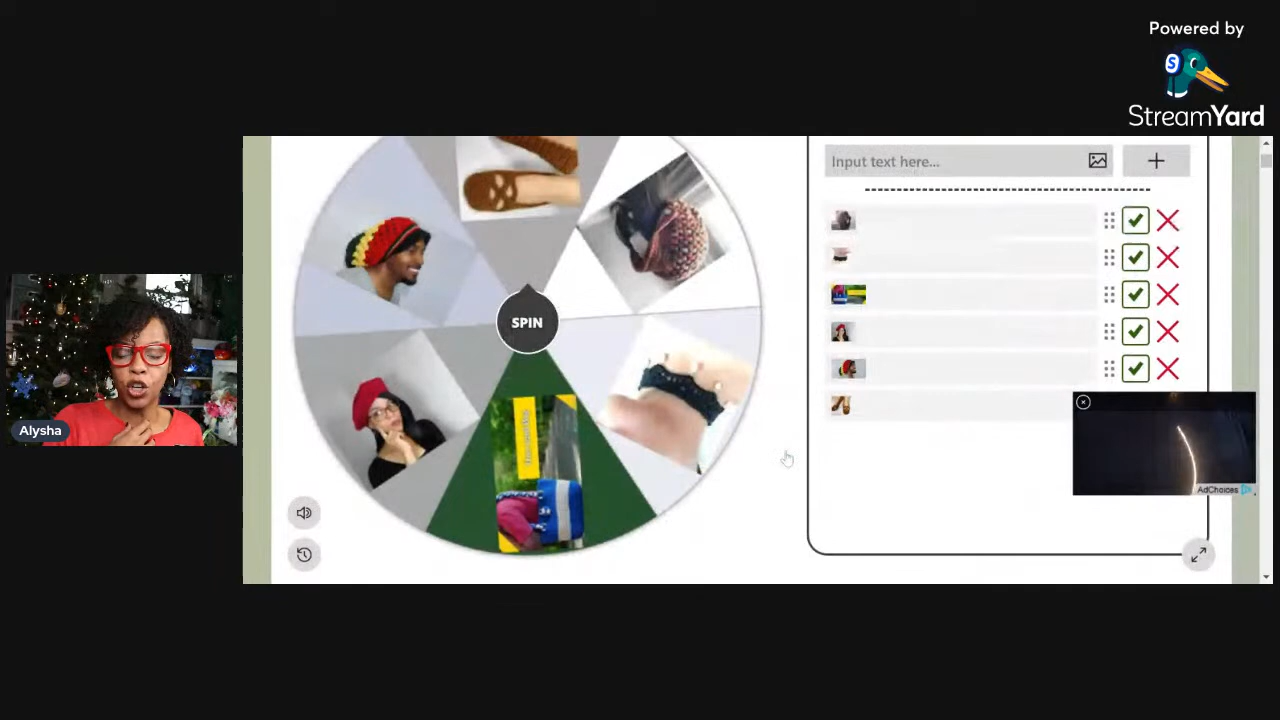 Powered by
StreamYard
Input text here...
SPIN
Alysha
AdChoices